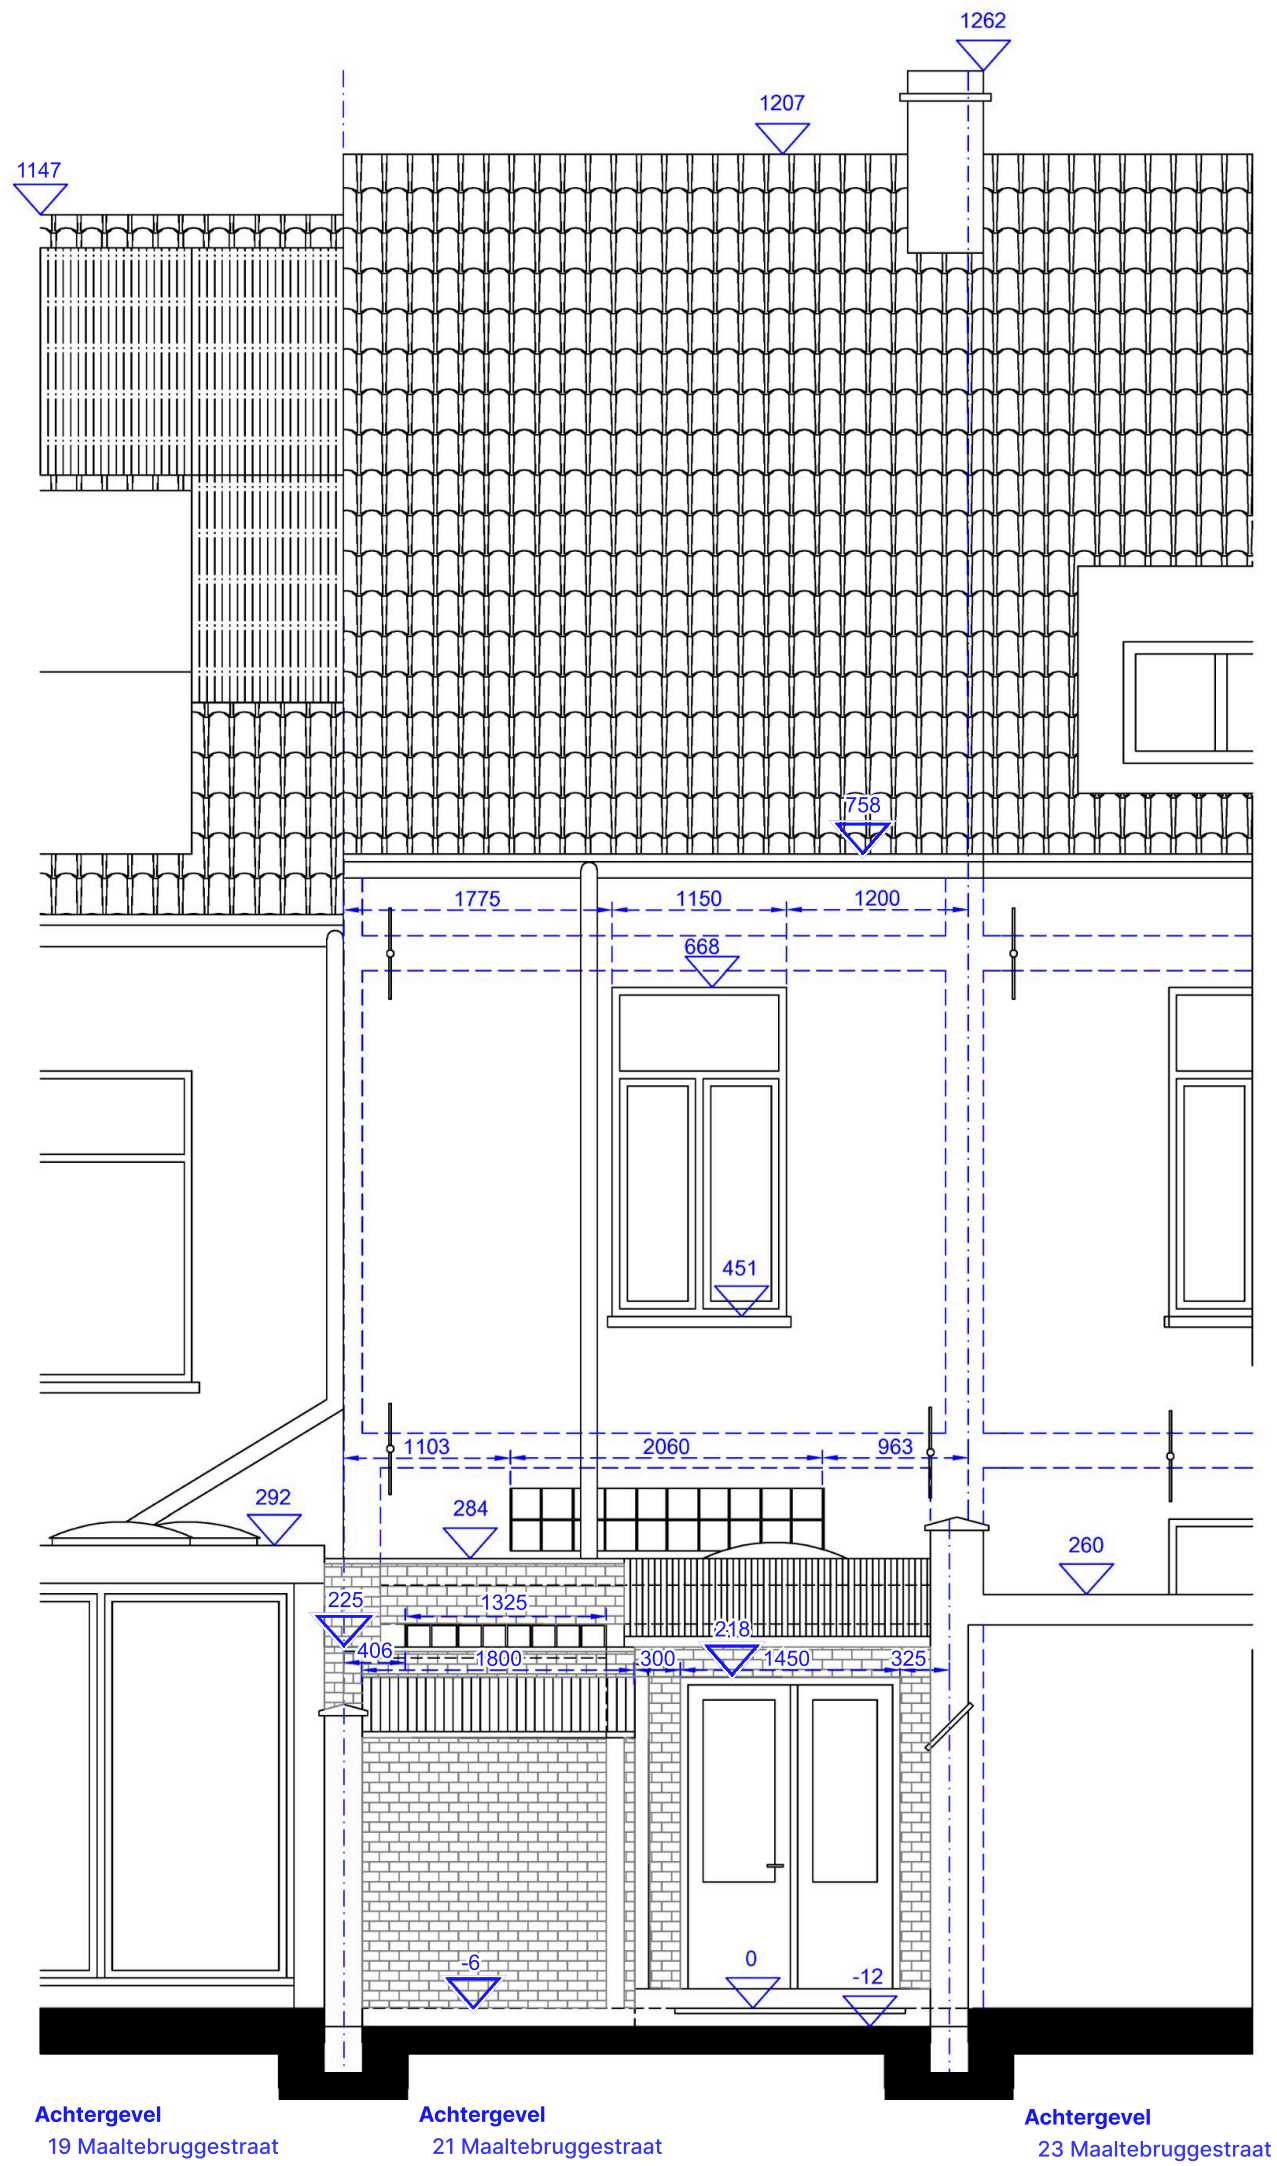 1262
1207
1147
758
1775 1150 1200
668
451
1103 2060 963
292
284
260
225
1325
218
406
1800 300 1450 325
-6
0
-12
Achtergevel
19 Maaltebruggestraat
Achtergevel
21 Maaltebruggestraat
Achtergevel
23 Maaltebruggestraat